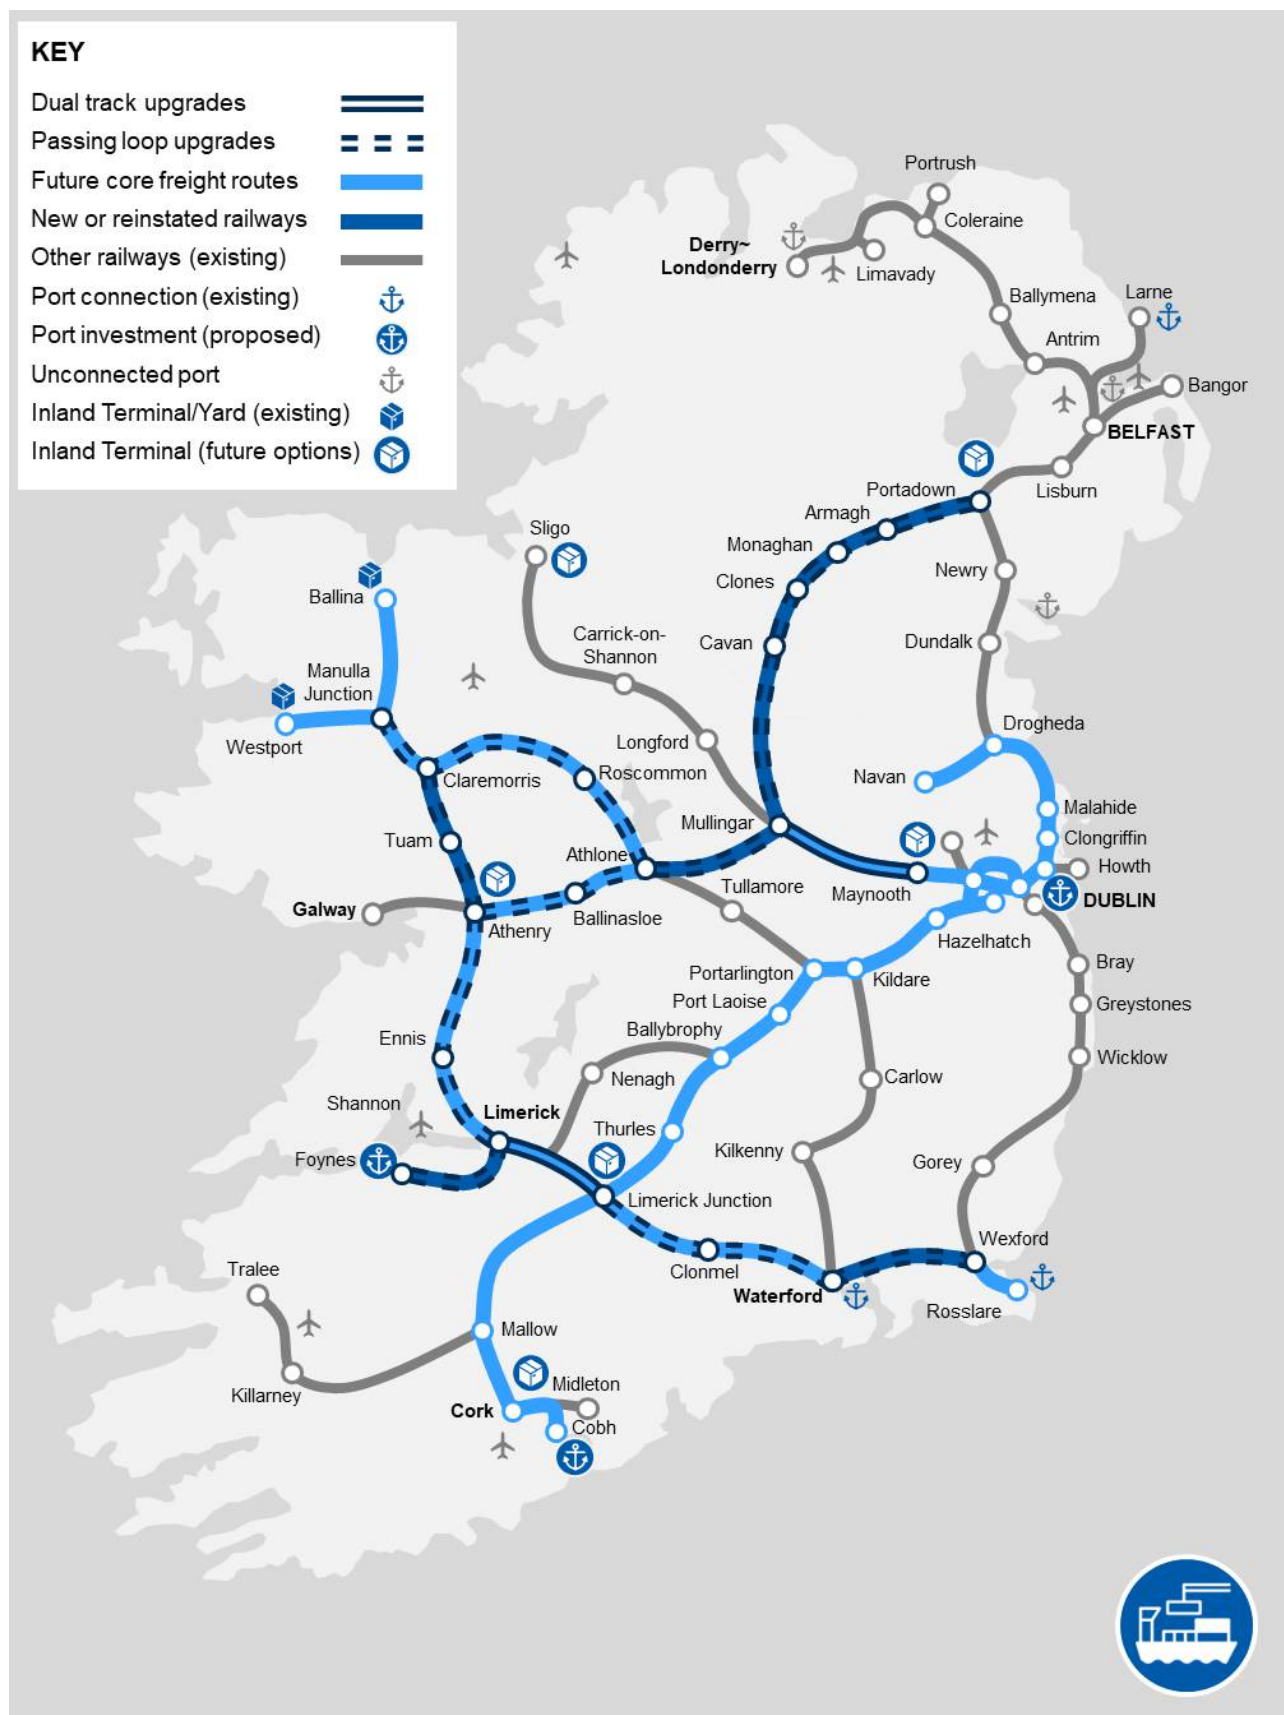 KEY
Dual track upgrades
Passing loop upgrades
Future core freight routes
New or reinstated railways
Other railways (existing)
Port connection (existing)
Port investment (proposed)
Unconnected port
Inland Terminal/Yard (existing)
Inland Terminal (future options)
Portrush
Coleraine
Derry~
Londonderry
Limavady
Ballymena
Larne
Antrim
Bangor
BELFAST
Lisburn
Portadown
Armagh
Monaghan
Clones
Newry
Sligo
Ballina
Carrick-on-
Shannon
Cavan
Dundalk
Manulla
Junction
Westport
Longford
Drogheda
Claremorris
Roscommon
Navan
Malahide
Mullingar
Clongriffin
Tuam
Athlone
Howth
Maynooth
Tullamore
DUBLIN
Galway
Athenry
Ballinasloe
Hazelhatch
Bray
Portarlington
Kildare
Port Laoise
Greystones
Ballybrophy
Ennis
Wicklow
Nenagh
Carlow
Shannon
Limerick
Thurles
Kilkenny
Foynes
Gorey
Limerick Junction
Wexford
Tralee
Clonmel
Waterford
Rosslare
Mallow
Killarney
Midleton
Cork
Cobh